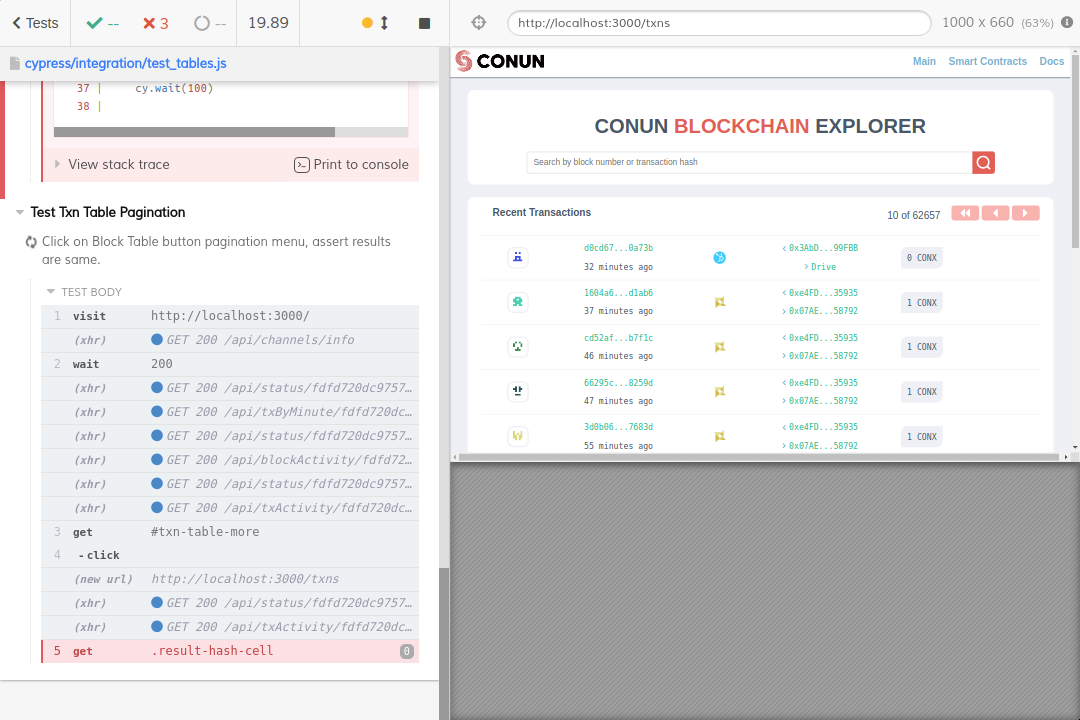 Tests
--
3
--
19.89
http://localhost:3000/txns
1000 x 660 (63%)
cypress/integration/test_tables.js
37 | cy.wait(100)
38 |
View stack trace
Print to console
Test Txn Table Pagination
Click on Block Table button pagination menu, assert results
are same.
TEST BODY
1 visit http://localhost:3000/
(xhr) GET 200 /api/channels/info
2 wait 200
(xhr) GET 200 /api/status/fdfd720dc9757…
(xhr) GET 200 /api/txByMinute/fdfd720dc…
(xhr) GET 200 /api/status/fdfd720dc9757…
(xhr) GET 200 /api/blockActivity/fdfd72…
(xhr) GET 200 /api/status/fdfd720dc9757…
(xhr) GET 200 /api/txActivity/fdfd720dc…
3 get #txn-table-more
4 - click
(new url) http://localhost:3000/txns
(xhr) GET 200 /api/status/fdfd720dc9757…
(xhr) GET 200 /api/txActivity/fdfd720dc…
5 get .result-hash-cell 0
CONUN
Main Smart Contracts Docs
CONUN BLOCKCHAIN EXPLORER
Search by block number or transaction hash
Recent Transactions
10 of 62657
d0cd67...0a73b
32 minutes ago
0x3AbD...99FBB
Drive
0 CONX
1604a6...d1ab6
37 minutes ago
0xe4FD...35935
0x07AE...58792
1 CONX
cd52af...b7f1c
46 minutes ago
0xe4FD...35935
0x07AE...58792
1 CONX
66295c...8259d
47 minutes ago
0xe4FD...35935
0x07AE...58792
1 CONX
3d0b06...7683d
55 minutes ago
0xe4FD...35935
0x07AE...58792
1 CONX